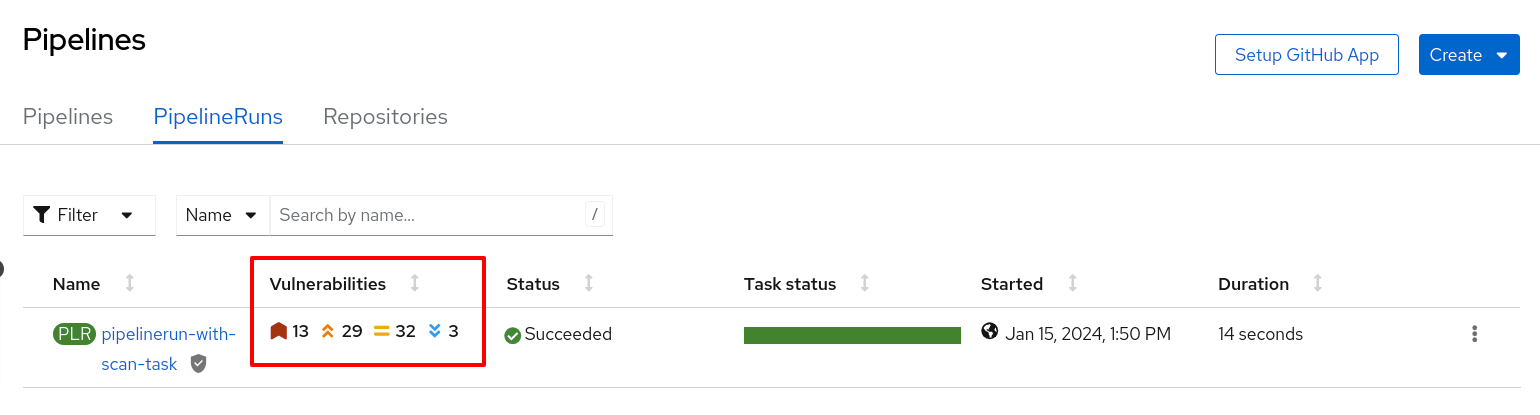 Pipelines
Setup GitHub App
Create
Pipelines
PipelineRuns
Repositories
Filter
Name
Search by name...
/
Name
Vulnerabilities
Status
Task status
Started
Duration
PLR pipelinerun-with-
scan-task
13 29 32 3
Succeeded
Jan 15, 2024, 1:50 PM
14 seconds